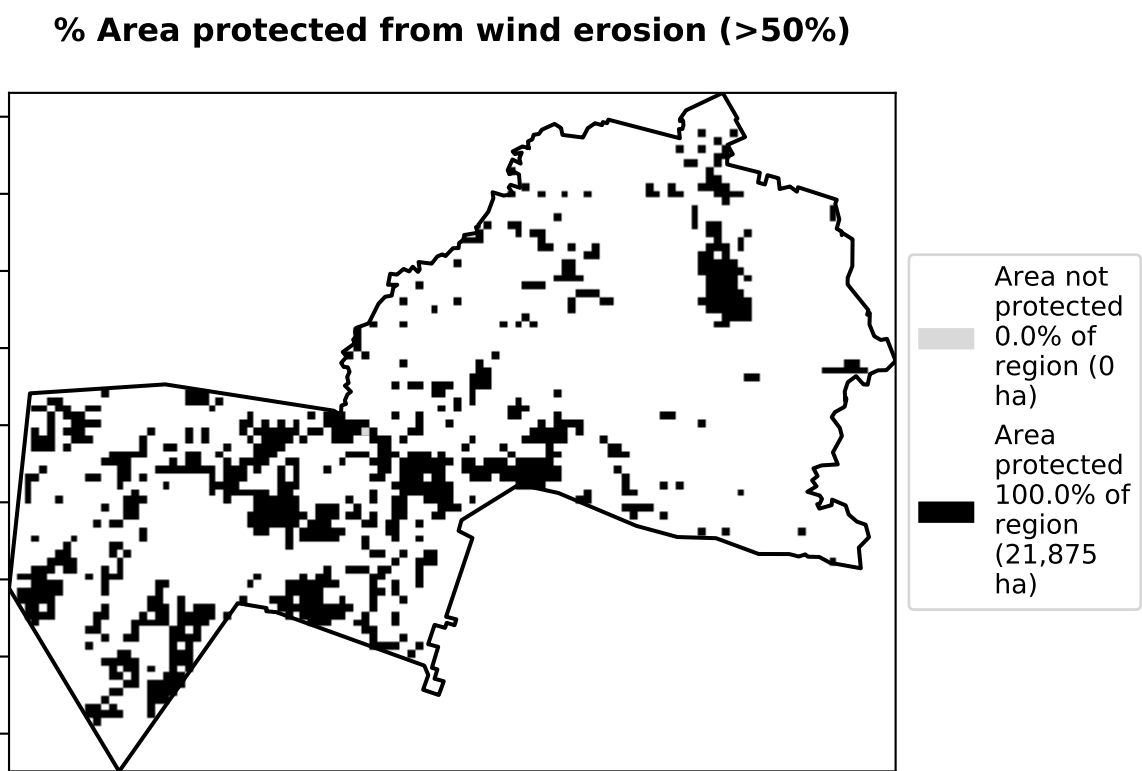 % Area protected from wind erosion (>50%)
Area not
protected
0.0% of
region (0
ha)
Area
protected
100.0% of
region
(21,875
ha)